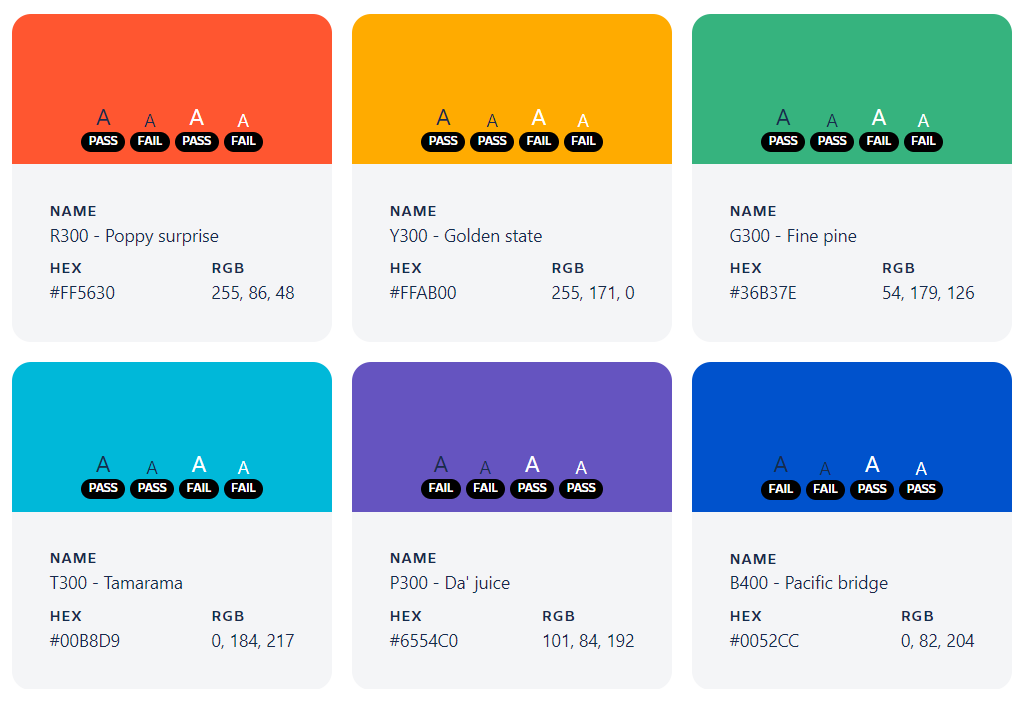 A A A A
PASS FAIL PASS FAIL
NAME
R300 - Poppy surprise
HEX RGB
#FF5630 255, 86, 48
A A A A
PASS PASS FAIL FAIL
NAME
Y300 - Golden state
HEX RGB
#FFAB00 255, 171, 0
A A A A
PASS PASS FAIL FAIL
NAME
G300 - Fine pine
HEX RGB
#36B37E 54, 179, 126
A A A A
PASS PASS FAIL FAIL
NAME
T300 - Tamarama
HEX RGB
#00B8D9 0, 184, 217
A A A A
FAIL FAIL PASS PASS
NAME
P300 - Da' juice
HEX RGB
#6554C0 101, 84, 192
A A A A
FAIL FAIL PASS PASS
NAME
B400 - Pacific bridge
HEX RGB
#0052CC 0, 82, 204